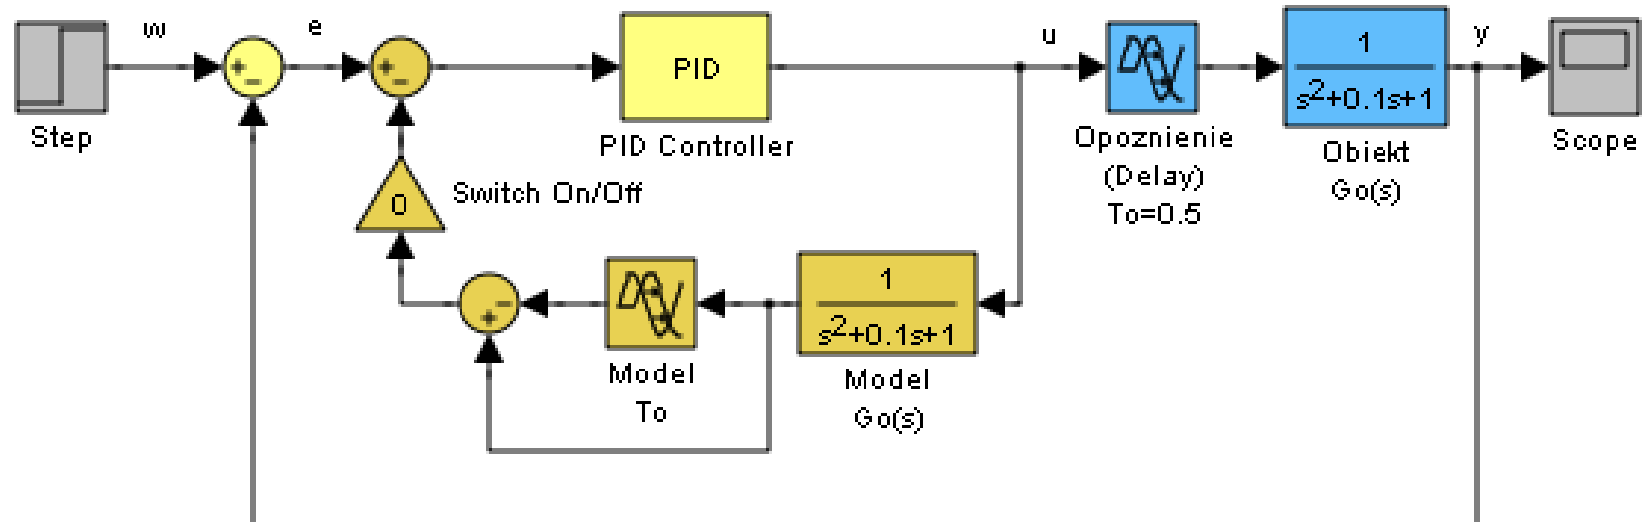 w
e
u
y
+
−
+
−
PID
1
s²+0.1s+1
Step
PID Controller
Opoznienie
(Delay)
To=0.5
Obiekt
Go(s)
Scope
0
Switch On/Off
−
+
1
s²+0.1s+1
Model
To
Model
Go(s)